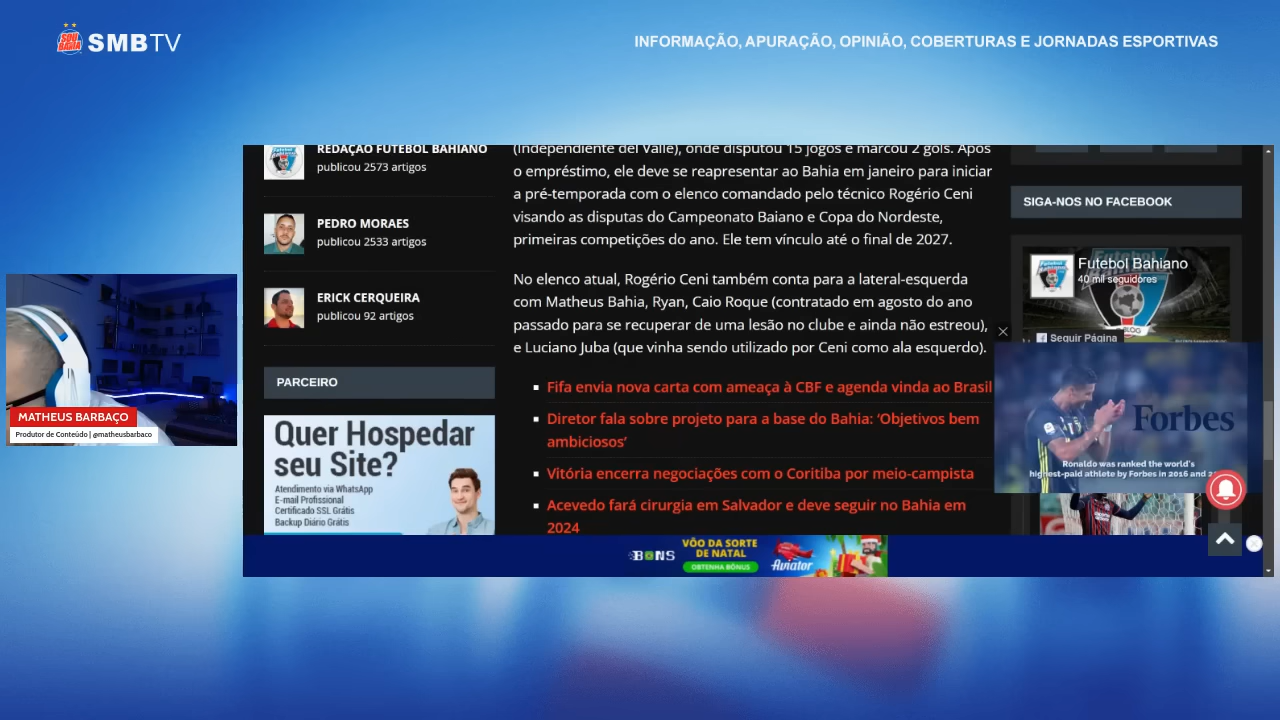 SOU BAHIA
SMBTV
INFORMAÇÃO, APURAÇÃO, OPINIÃO, COBERTURAS E JORNADAS ESPORTIVAS
REDAÇÃO FUTEBOL BAHIANO
publicou 2573 artigos
PEDRO MORAES
publicou 2533 artigos
ERICK CERQUEIRA
publicou 92 artigos
PARCEIRO
Quer Hospedar
seu Site?
Atendimento via WhatsApp
E-mail Profissional
Certificado SSL Grátis
Backup Diário Grátis
(Independiente del Valle), onde disputou 15 jogos e marcou 2 gols. Após
o empréstimo, ele deve se reapresentar ao Bahia em janeiro para iniciar
a pré-temporada com o elenco comandado pelo técnico Rogério Ceni
visando as disputas do Campeonato Baiano e Copa do Nordeste,
primeiras competições do ano. Ele tem vínculo até o final de 2027.
No elenco atual, Rogério Ceni também conta para a lateral-esquerda
com Matheus Bahia, Ryan, Caio Roque (contratado em agosto do ano
passado para se recuperar de uma lesão no clube e ainda não estreou),
e Luciano Juba (que vinha sendo utilizado por Ceni como ala esquerdo).
Fifa envia nova carta com ameaça à CBF e agenda vinda ao Brasil
Diretor fala sobre projeto para a base do Bahia: ‘Objetivos bem
ambiciosos’
Vitória encerra negociações com o Coritiba por meio-campista
Acevedo fará cirurgia em Salvador e deve seguir no Bahia em
2024
SIGA-NOS NO FACEBOOK
Futebol Bahiano
40 mil seguidores
Seguir Página
Forbes
Ronaldo was ranked the world's
highest-paid athlete by Forbes in 2016 and
BONS
VÔO DA SORTE
DE NATAL
OBTENHA BÔNUS
Aviator
MATHEUS BARBAÇO
Produtor de Conteúdo | @matheusbarbaco